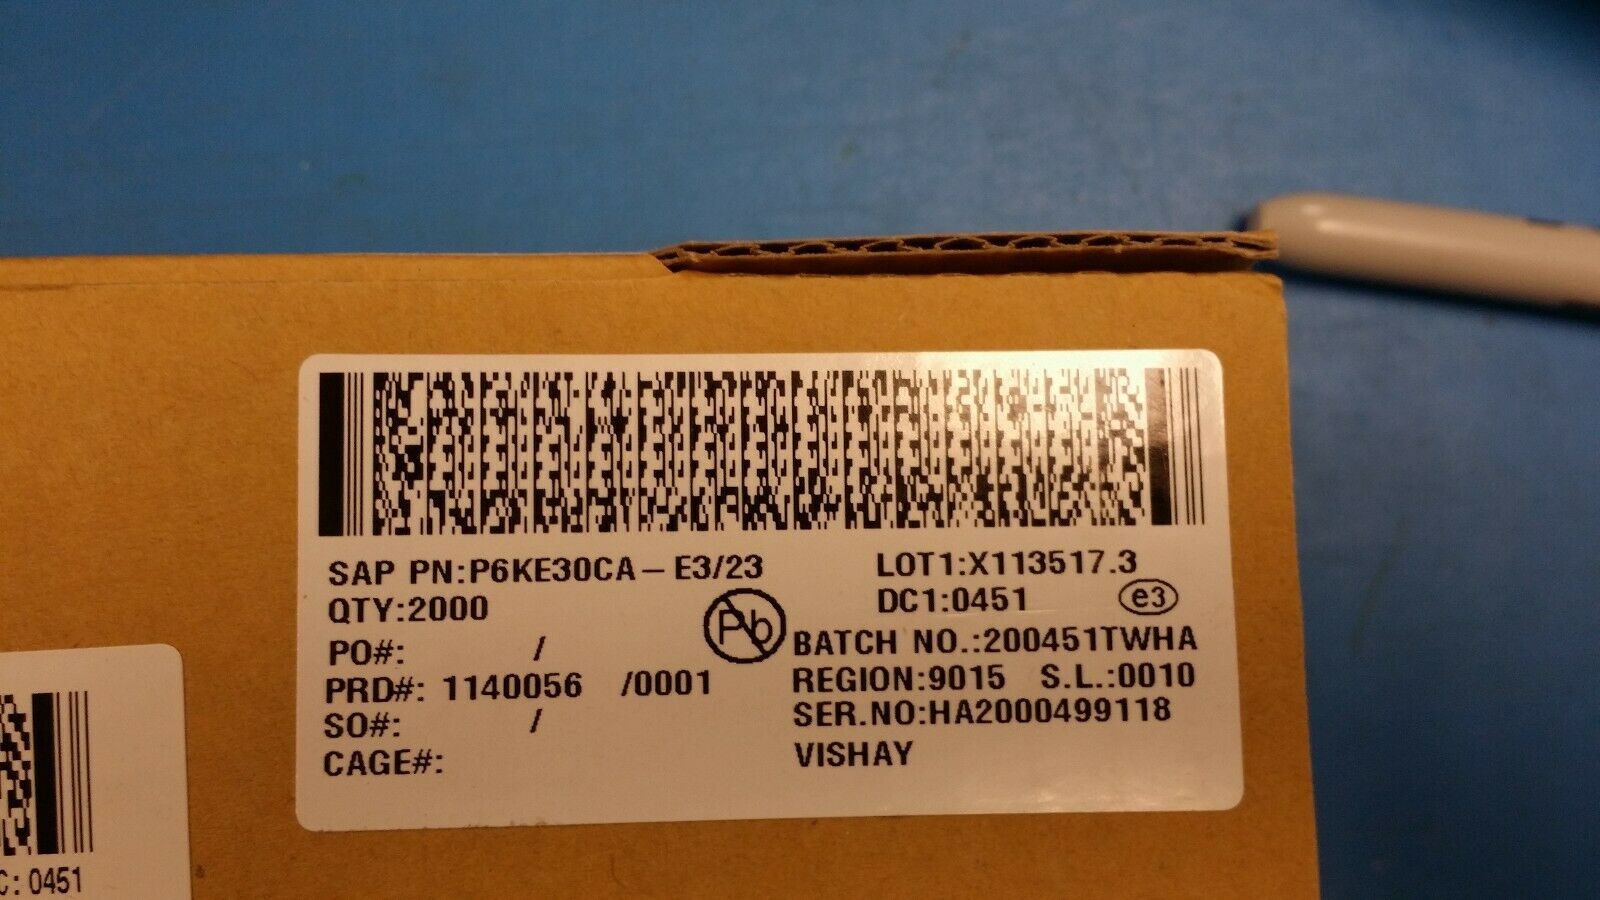 SAP PN:P6KE30CA – E3/23
QTY:2000
PO#: /
PRD#: 1140056 /0001
SO#: /
CAGE#:
Pb
LOT1:X113517.3
DC1:0451 e3
BATCH NO.:200451TWHA
REGION:9015 S.L.:0010
SER.NO:HA2000499118
VISHAY
C: 0451